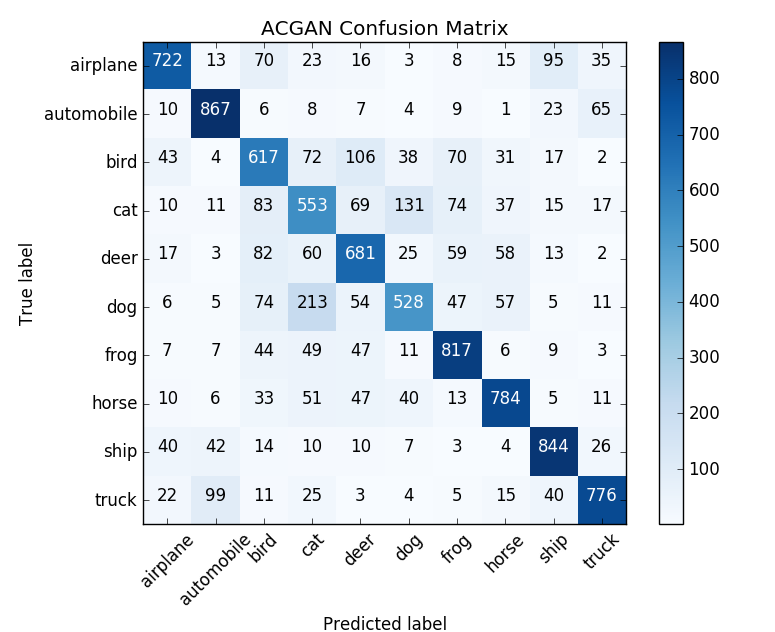 ACGAN Confusion Matrix
airplane 722 13 70 23 16 3 8 15 95 35
automobile 10 867 6 8 7 4 9 1 23 65
bird 43 4 617 72 106 38 70 31 17 2
cat 10 11 83 553 69 131 74 37 15 17
deer 17 3 82 60 681 25 59 58 13 2
dog 6 5 74 213 54 528 47 57 5 11
frog 7 7 44 49 47 11 817 6 9 3
horse 10 6 33 51 47 40 13 784 5 11
ship 40 42 14 10 10 7 3 4 844 26
truck 22 99 11 25 3 4 5 15 40 776
airplane automobile bird cat deer dog frog horse ship truck
Predicted label
True label
800
700
600
500
400
300
200
100